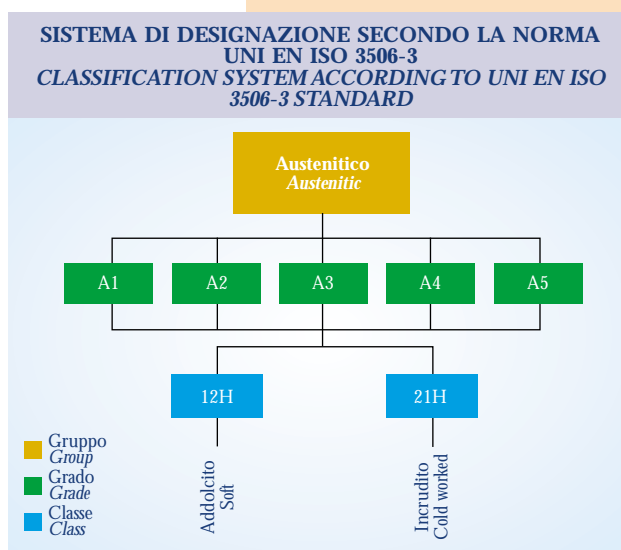 SISTEMA DI DESIGNAZIONE SECONDO LA NORMA
UNI EN ISO 3506-3
CLASSIFICATION SYSTEM ACCORDING TO UNI EN ISO
3506-3 STANDARD
Austenitico
Austenitic
A1
A2
A3
A4
A5
12H
21H
Addolcito
Soft
Incrudito
Cold worked
Gruppo
Group
Grado
Grade
Classe
Class